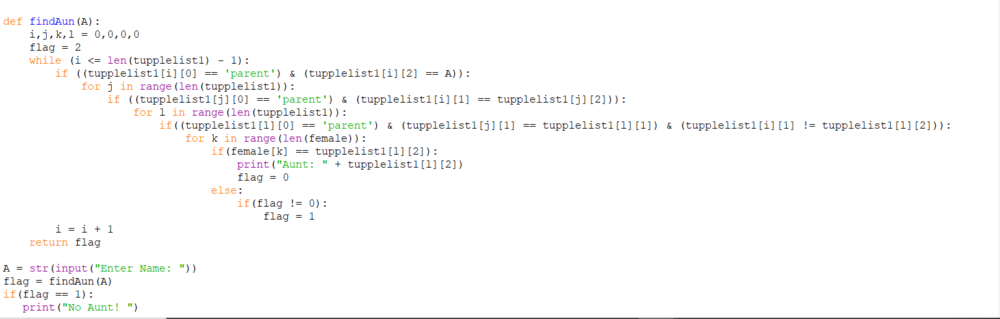 def findAun(A):
    i,j,k,l = 0,0,0,0
    flag = 2
    while (i <= len(tupplelist1) - 1):
        if ((tupplelist1[i][0] == 'parent') & (tupplelist1[i][2] == A)):
            for j in range(len(tupplelist1)):
                if ((tupplelist1[j][0] == 'parent') & (tupplelist1[i][1] == tupplelist1[j][2])):
                    for l in range(len(tupplelist1)):
                        if((tupplelist1[l][0] == 'parent') & (tupplelist1[j][1] == tupplelist1[l][1]) & (tupplelist1[i][1] != tupplelist1[l][2])):
                            for k in range(len(female)):
                                if(female[k] == tupplelist1[l][2]):
                                    print("Aunt: " + tupplelist1[l][2])
                                    flag = 0
                                else:
                                    if(flag != 0):
                                        flag = 1
        i = i + 1
    return flag

A = str(input("Enter Name: "))
flag = findAun(A)
if(flag == 1):
   print("No Aunt! ")